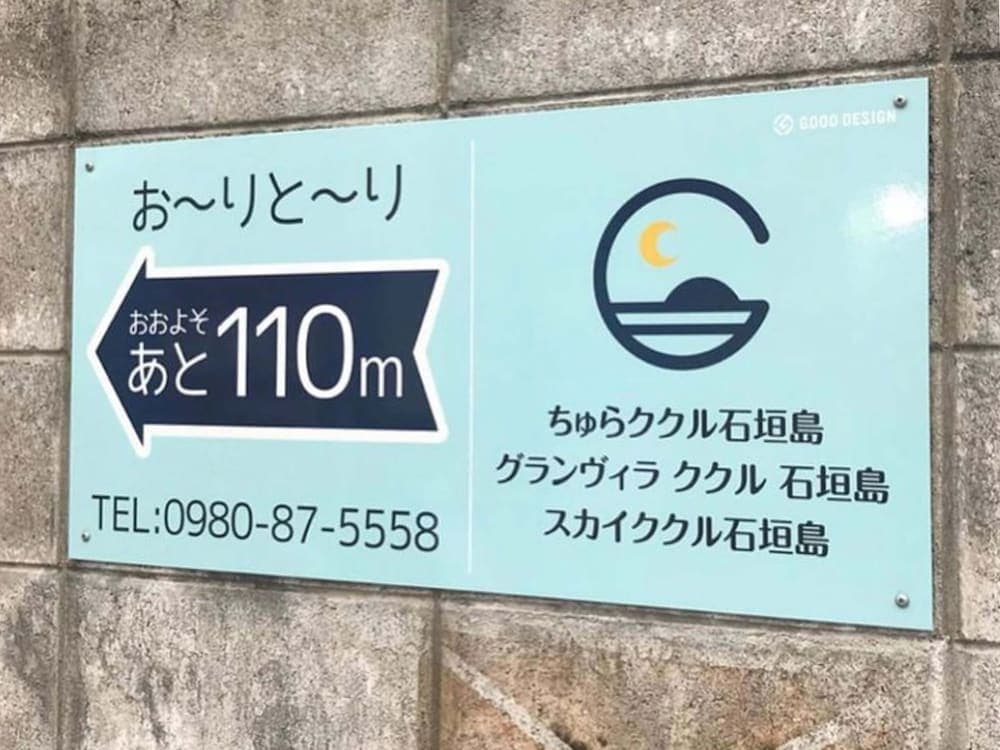 お〜りと〜り
おおよそ
あと110m
TEL:0980-87-5558
GOOD DESIGN
ちゅらククル石垣島
グランヴィラ ククル 石垣島
スカイククル石垣島